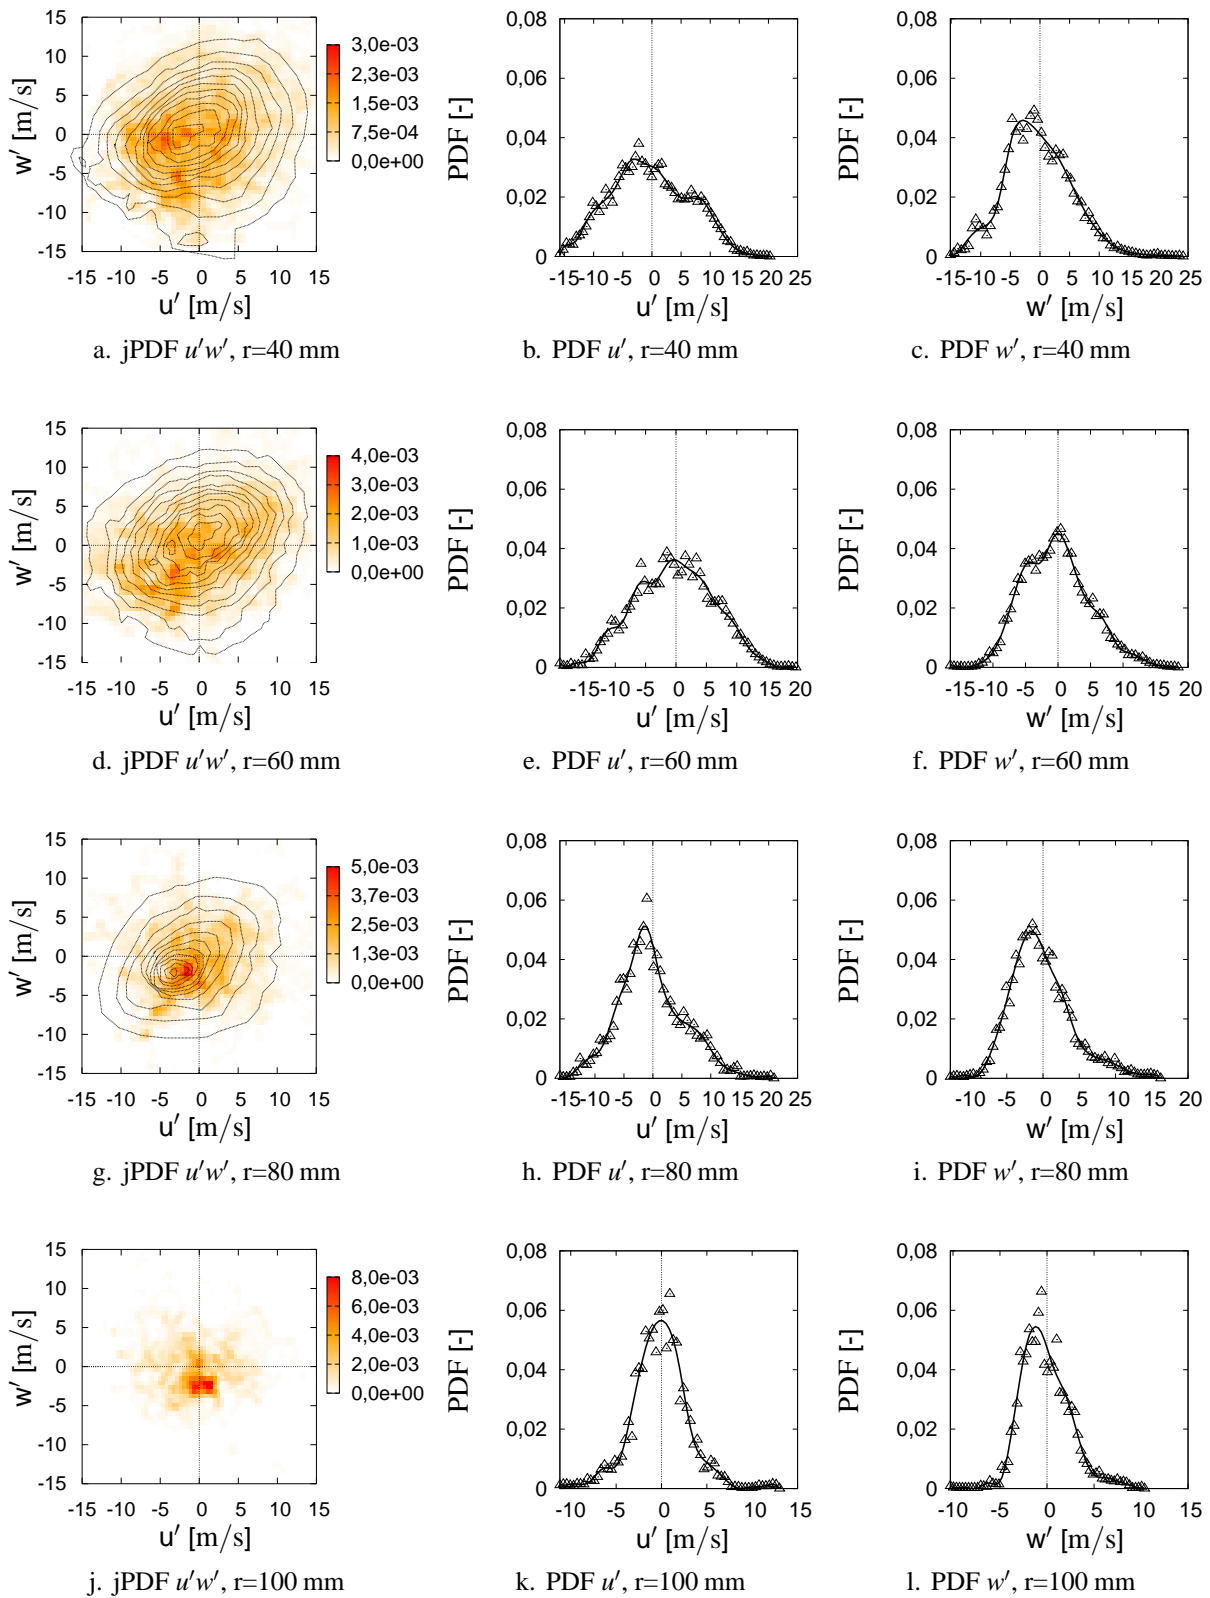 15
10
5
0
-5
-10
-15
-15 -10 -5 0 5 10 15
w′ [m/s]
u′ [m/s]
3,0e-03
2,3e-03
1,5e-03
7,5e-04
0,0e+00
a. jPDF u′w′, r=40 mm
0,08
0,06
0,04
0,02
0
PDF [-]
-15-10 -5 0 5 10 15 20 25
u′ [m/s]
b. PDF u′, r=40 mm
0,08
0,06
0,04
0,02
0
PDF [-]
-15-10 -5 0 5 10 15 20 25
w′ [m/s]
c. PDF w′, r=40 mm
15
10
5
0
-5
-10
-15
-15 -10 -5 0 5 10 15
w′ [m/s]
u′ [m/s]
4,0e-03
3,0e-03
2,0e-03
1,0e-03
0,0e+00
d. jPDF u′w′, r=60 mm
0,08
0,06
0,04
0,02
0
PDF [-]
-15-10 -5 0 5 10 15 20
u′ [m/s]
e. PDF u′, r=60 mm
0,08
0,06
0,04
0,02
0
PDF [-]
-15 -10 -5 0 5 10 15 20
w′ [m/s]
f. PDF w′, r=60 mm
15
10
5
0
-5
-10
-15
-15 -10 -5 0 5 10 15
w′ [m/s]
u′ [m/s]
5,0e-03
3,7e-03
2,5e-03
1,3e-03
0,0e+00
g. jPDF u′w′, r=80 mm
0,08
0,06
0,04
0,02
0
PDF [-]
-15-10 -5 0 5 10 15 20 25
u′ [m/s]
h. PDF u′, r=80 mm
0,08
0,06
0,04
0,02
0
PDF [-]
-10 -5 0 5 10 15 20
w′ [m/s]
i. PDF w′, r=80 mm
15
10
5
0
-5
-10
-15
-15 -10 -5 0 5 10 15
w′ [m/s]
u′ [m/s]
8,0e-03
6,0e-03
4,0e-03
2,0e-03
0,0e+00
j. jPDF u′w′, r=100 mm
0,08
0,06
0,04
0,02
0
PDF [-]
-10 -5 0 5 10 15
u′ [m/s]
k. PDF u′, r=100 mm
0,08
0,06
0,04
0,02
0
PDF [-]
-10 -5 0 5 10 15
w′ [m/s]
l. PDF w′, r=100 mm